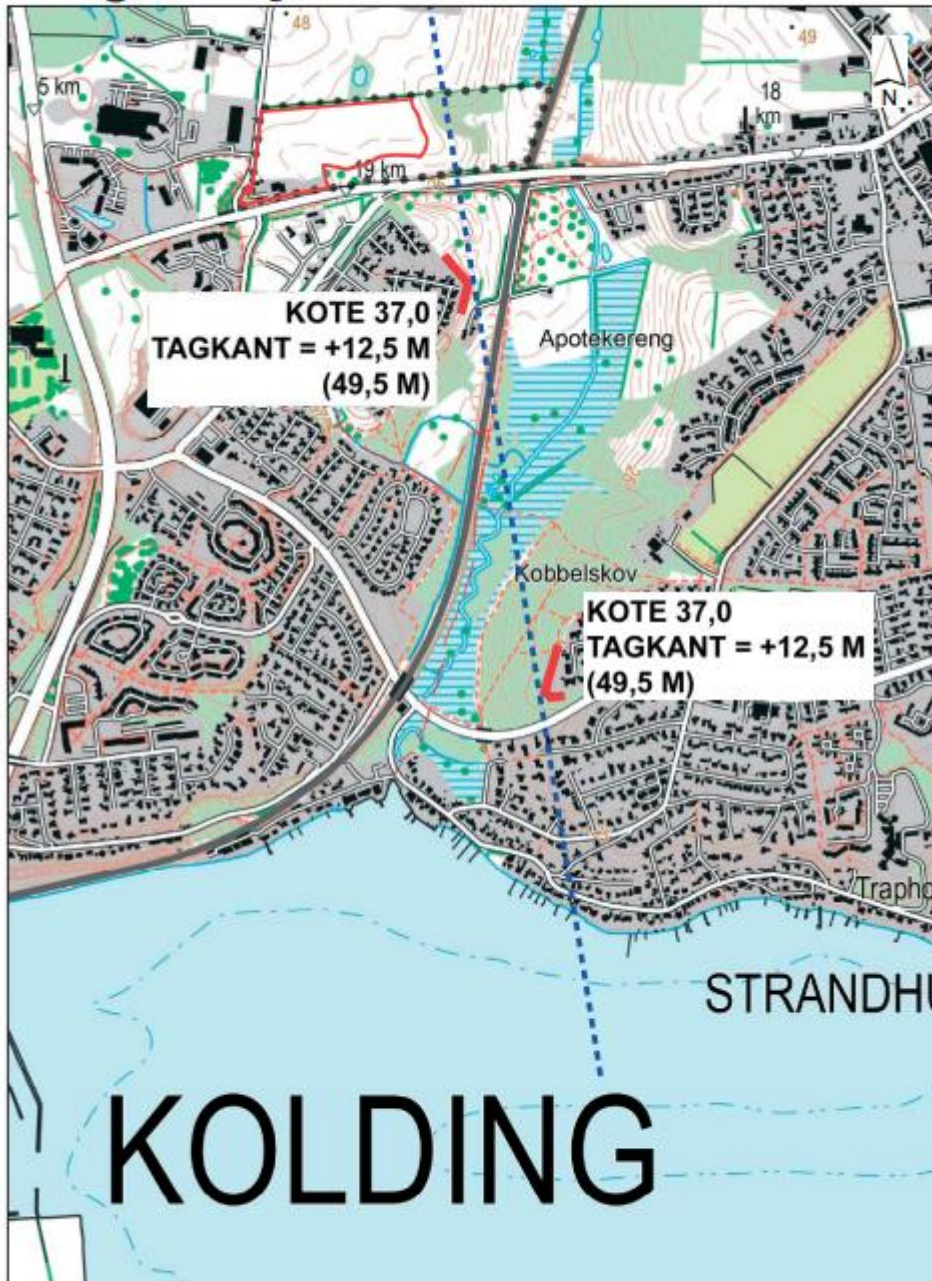 48
49
5 km
N
18
km
19 km
KOTE 37,0
TAGKANT = +12,5 M
(49,5 M)
Apotekereng
Kobbelskov
KOTE 37,0
TAGKANT = +12,5 M
(49,5 M)
STRANDHU
KOLDING